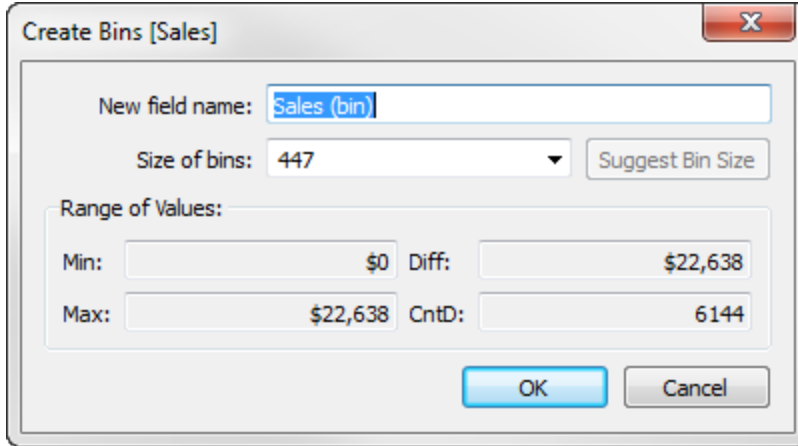 Create Bins [Sales]
New field name: Sales (bin)
Size of bins: 447 Suggest Bin Size
Range of Values:
Min: $0 Diff: $22,638
Max: $22,638 CntD: 6144
OK Cancel